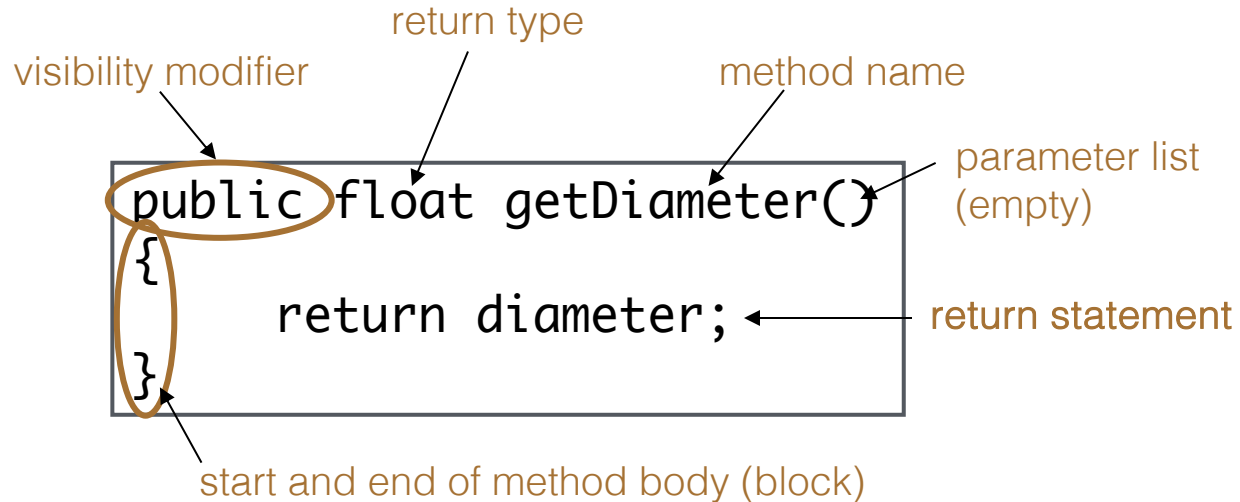 return type
visibility modifier
method name
parameter list
(empty)
public float getDiameter()
{
return diameter;
return statement
}
start and end of method body (block)